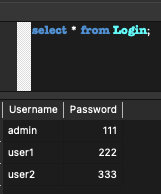 select * from Login;
Username Password
admin 111
user1 222
user2 333